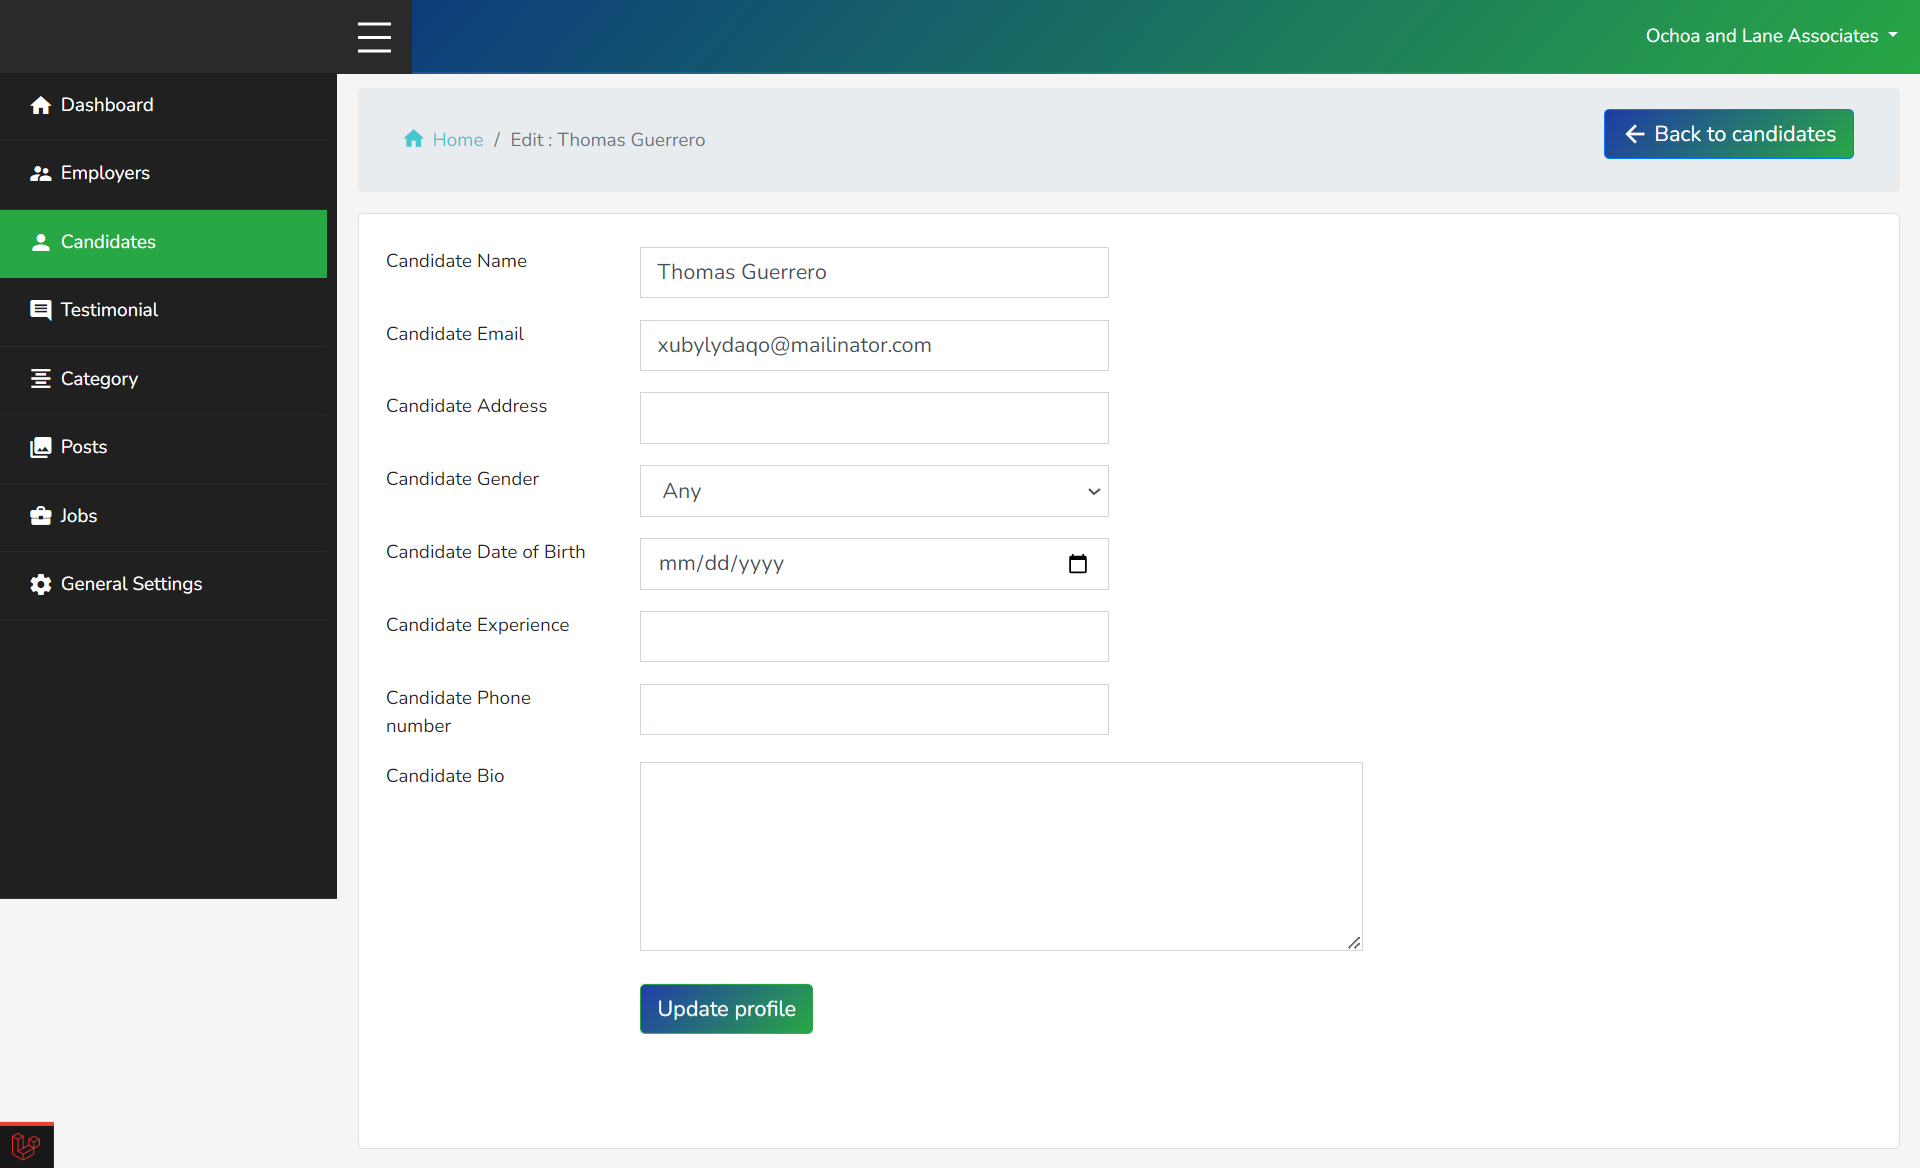 Ochoa and Lane Associates
Dashboard
Employers
Candidates
Testimonial
Category
Posts
Jobs
General Settings
Home / Edit : Thomas Guerrero
Back to candidates
Candidate Name
Thomas Guerrero
Candidate Email
xubylydaqo@mailinator.com
Candidate Address
Candidate Gender
Any
Candidate Date of Birth
mm/dd/yyyy
Candidate Experience
Candidate Phone
number
Candidate Bio
Update profile